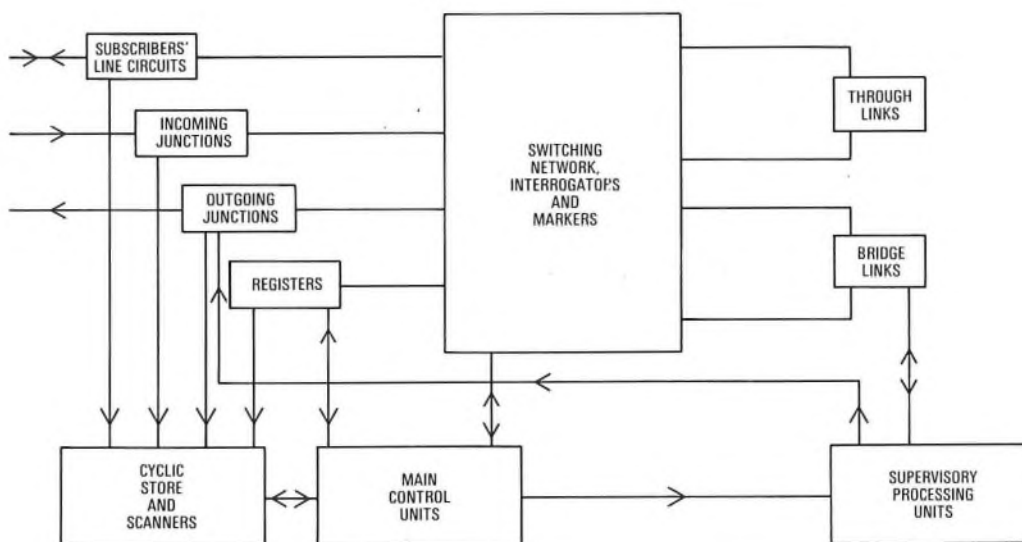 SUBSCRIBERS'
LINE CIRCUITS
INCOMING
JUNCTIONS
OUTGOING
JUNCTIONS
REGISTERS
SWITCHING
NETWORK,
INTERROGATORS
AND
MARKERS
THROUGH
LINKS
BRIDGE
LINKS
CYCLIC
STORE
AND
SCANNERS
MAIN
CONTROL
UNITS
SUPERVISORY
PROCESSING
UNITS